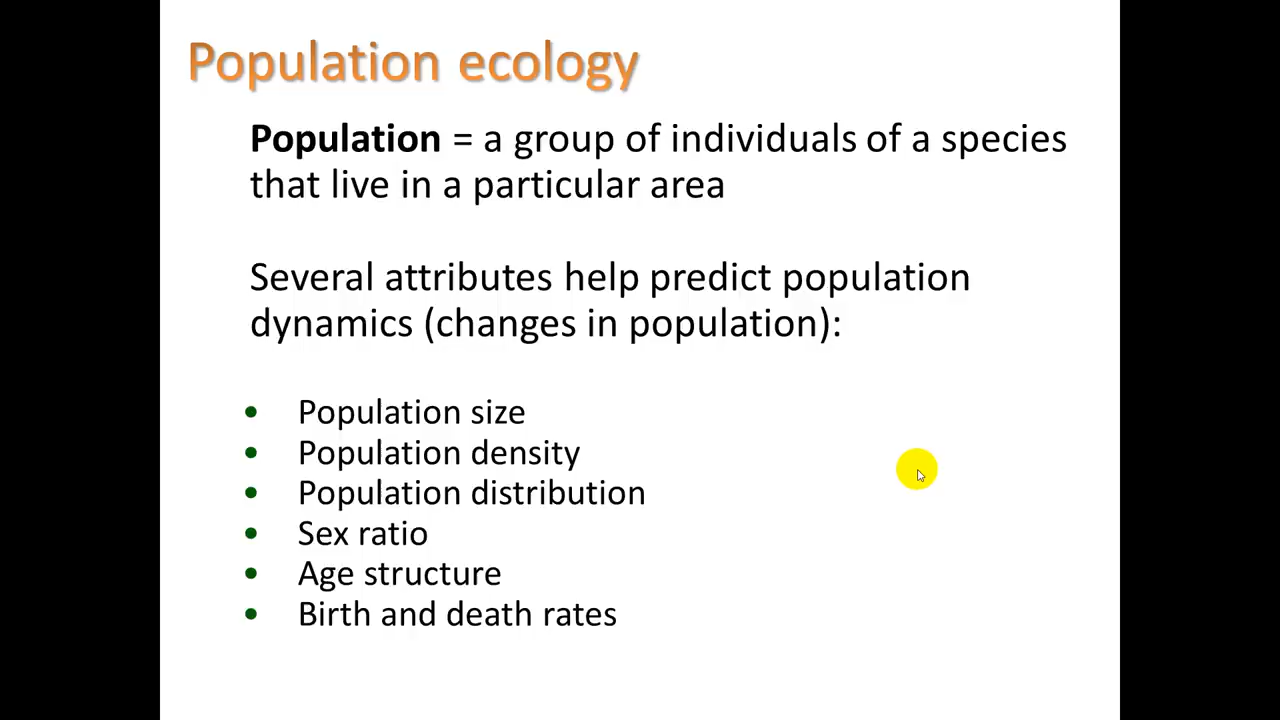 Population ecology
Population = a group of individuals of a species
that live in a particular area
Several attributes help predict population
dynamics (changes in population):
• Population size
• Population density
• Population distribution
• Sex ratio
• Age structure
• Birth and death rates